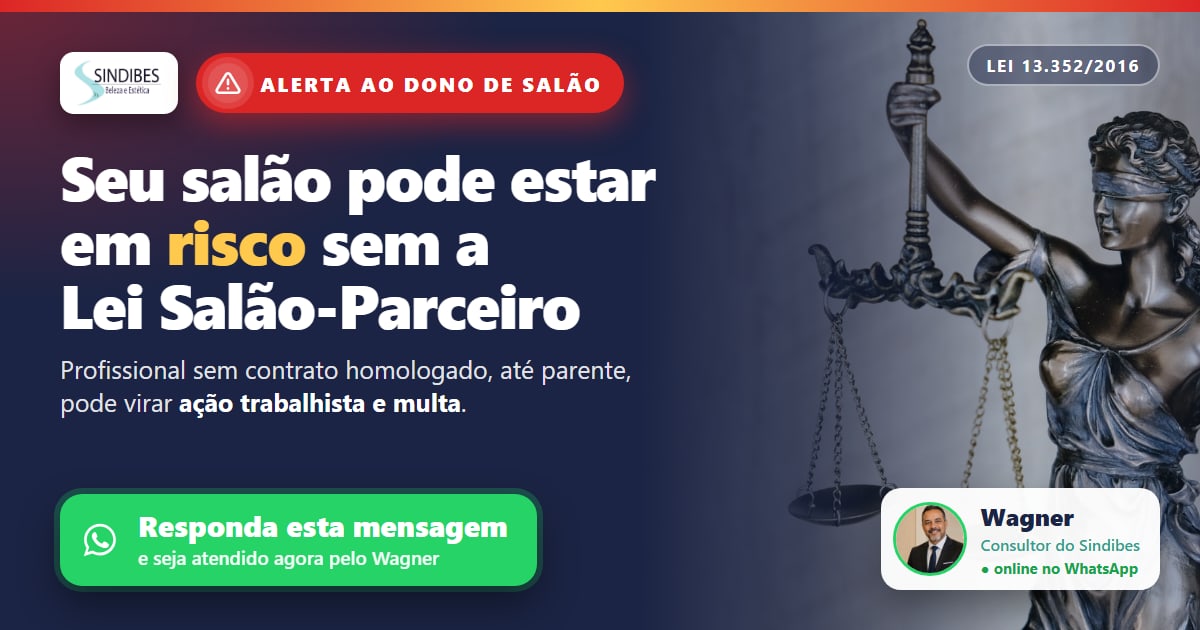 SINDIBES
Beleza e Estética
ALERTA AO DONO DE SALÃO
LEI 13.352/2016
Seu salão pode estar
em risco sem a
Lei Salão-Parceiro
Profissional sem contrato homologado, até parente,
pode virar ação trabalhista e multa.
Responda esta mensagem
e seja atendido agora pelo Wagner
Wagner
Consultor do Sindibes
● online no WhatsApp